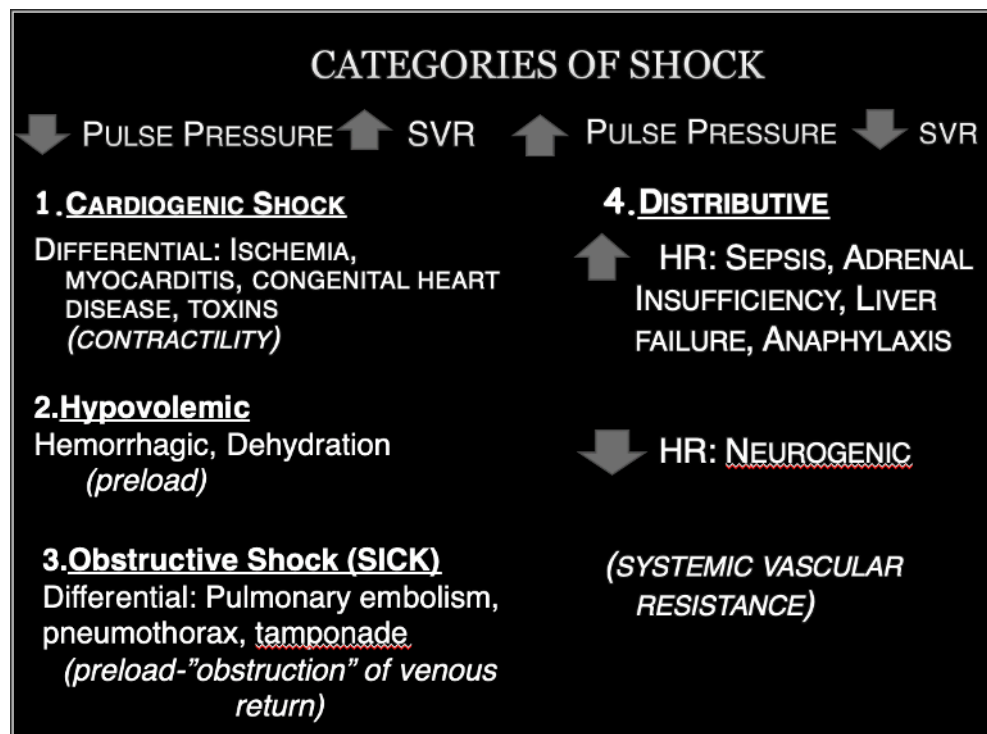 CATEGORIES OF SHOCK
PULSE PRESSURE SVR
1.CARDIOGENIC SHOCK
DIFFERENTIAL: ISCHEMIA,
MYOCARDITIS, CONGENITAL HEART
DISEASE, TOXINS
(CONTRACTILITY)
2.Hypovolemic
Hemorrhagic, Dehydration
(preload)
3.Obstructive Shock (SICK)
Differential: Pulmonary embolism,
pneumothorax, tamponade
(preload-”obstruction” of venous
return)
PULSE PRESSURE SVR
4.DISTRIBUTIVE
HR: SEPSIS, ADRENAL
INSUFFICIENCY, LIVER
FAILURE, ANAPHYLAXIS
HR: NEUROGENIC
(SYSTEMIC VASCULAR
RESISTANCE)